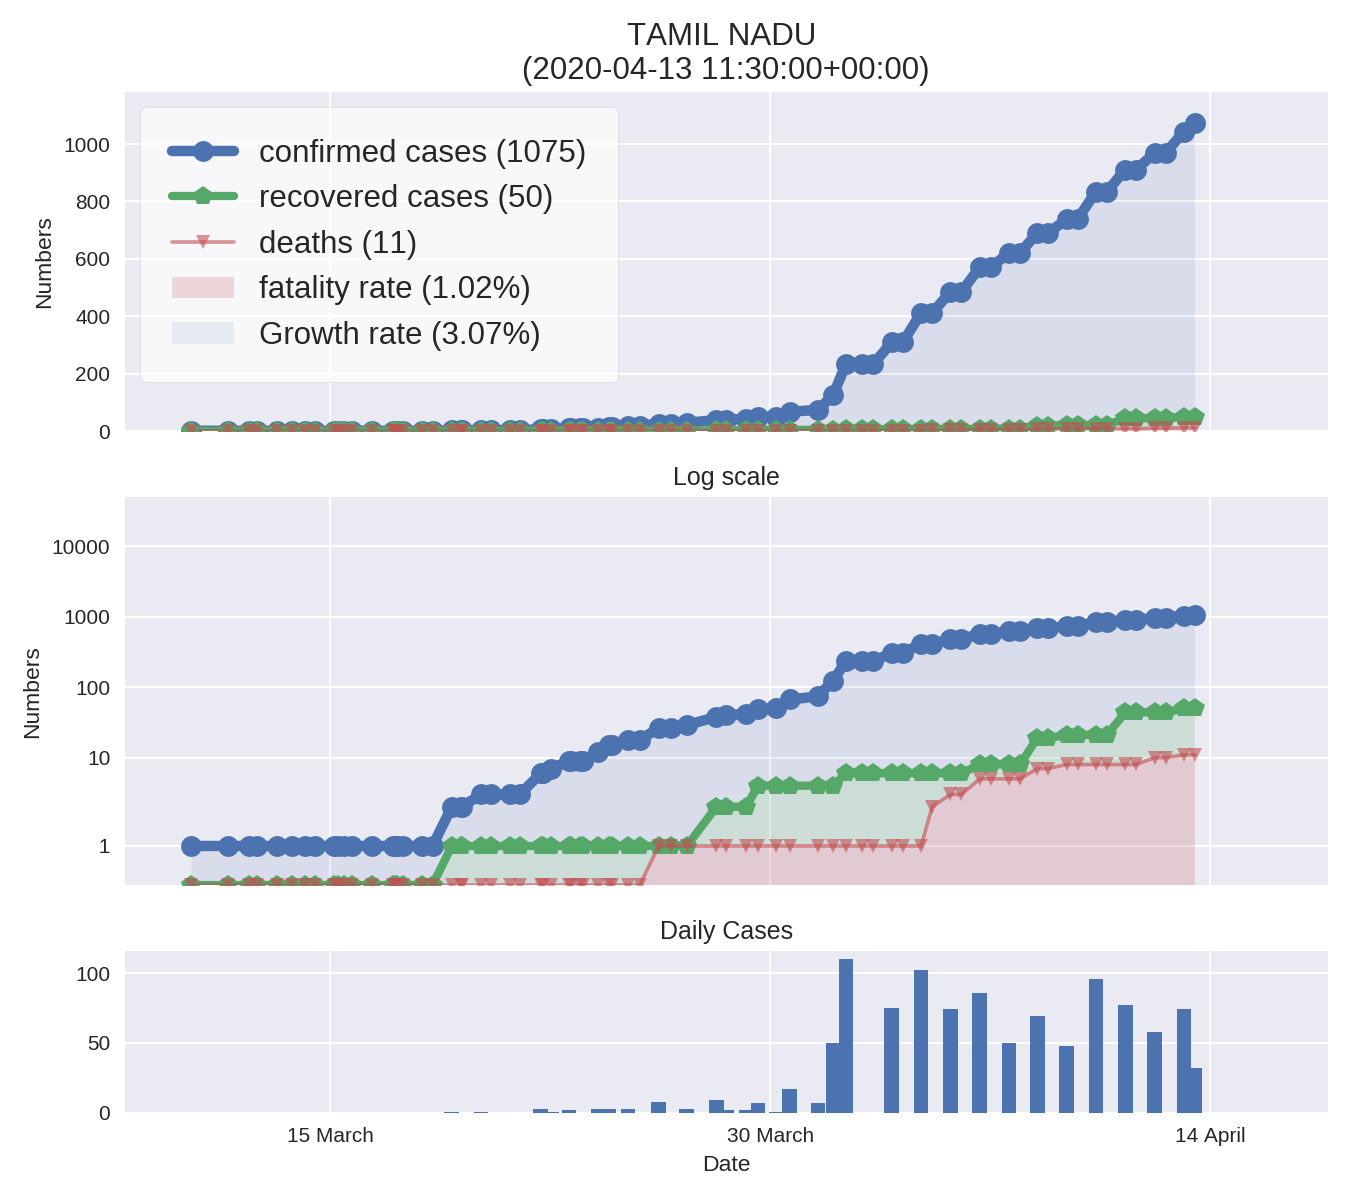 TAMIL NADU
(2020-04-13 11:30:00+00:00)
1000
800
600
400
200
0
Numbers
confirmed cases (1075)
recovered cases (50)
deaths (11)
fatality rate (1.02%)
Growth rate (3.07%)
Log scale
10000
1000
100
10
1
Numbers
Daily Cases
100
50
0
15 March
30 March
14 April
Date